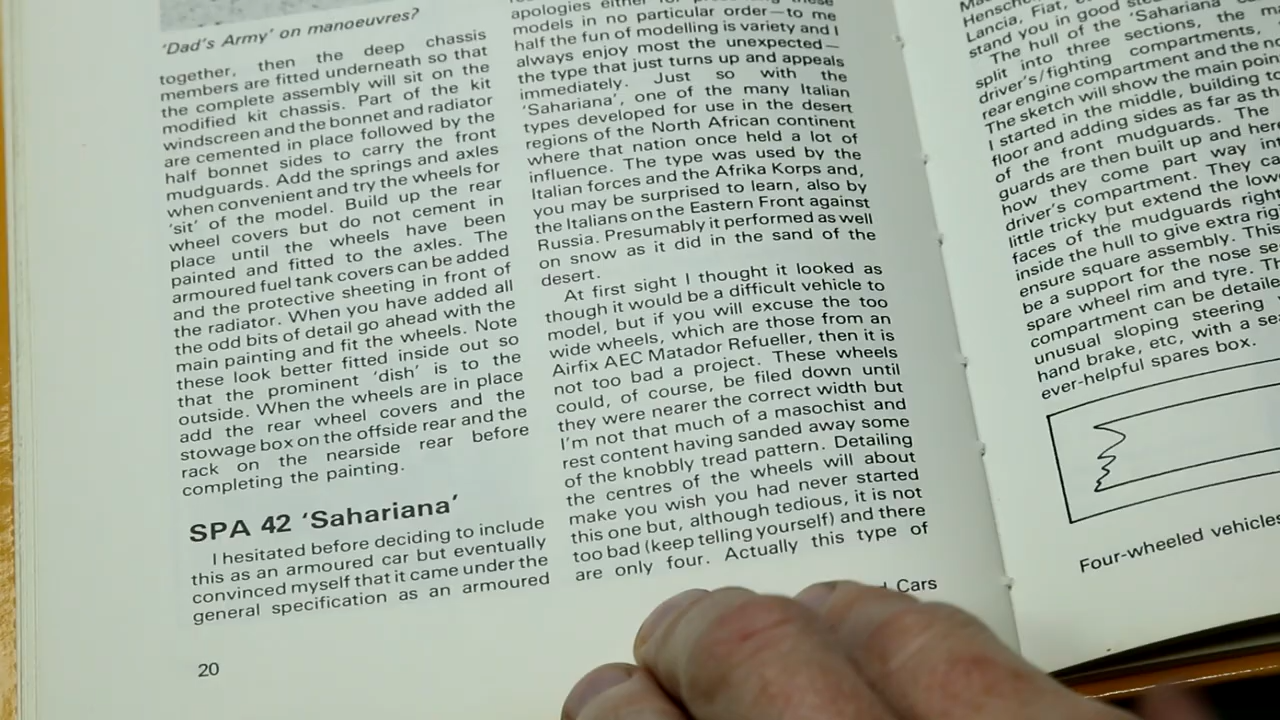 'Dad's Army' on manoeuvres?
together, then the deep chassis
members are fitted underneath so that
the complete assembly will sit on the
modified kit chassis. Part of the kit
windscreen and the bonnet and radiator
are cemented in place followed by the
half bonnet sides to carry the front
mudguards. Add the springs and axles
when convenient and try the wheels for
'sit' of the model. Build up the rear
wheel covers but do not cement in
place until the wheels have been
painted and fitted to the axles. The
armoured fuel tank covers can be added
and the protective sheeting in front of
the radiator. When you have added all
the odd bits of detail go ahead with the
main painting and fit the wheels. Note
these look better fitted inside out so
that the prominent 'dish' is to the
outside. When the wheels are in place
add the rear wheel covers and the
stowage box on the offside rear and the
rack on the nearside rear before
completing the painting.
SPA 42 'Sahariana'
I hesitated before deciding to include
this as an armoured car but eventually
convinced myself that it came under the
general specification as an armoured
20
apologies either for
models in no particular order—to me
half the fun of modelling is variety and I
always enjoy most the unexpected—
the type that just turns up and appeals
immediately. Just so with the
'Sahariana', one of the many Italian
types developed for use in the desert
regions of the North African continent
where that nation once held a lot of
influence. The type was used by the
Italian forces and the Afrika Korps and,
you may be surprised to learn, also by
the Italians on the Eastern Front against
Russia. Presumably it performed as well
on snow as it did in the sand of the
desert.
At first sight I thought it looked as
though it would be a difficult vehicle to
model, but if you will excuse the too
wide wheels, which are those from an
Airfix AEC Matador Refueller, then it is
not too bad a project. These wheels
could, of course, be filed down until
they were nearer the correct width but
I'm not that much of a masochist and
rest content having sanded away some
of the knobbly tread pattern. Detailing
the centres of the wheels will about
make you wish you had never started
this one but, although tedious, it is not
too bad (keep telling yourself) and there
are only four. Actually this type of
Cars
Lancia, Fiat,
stand you in good
The hull of the 'Sahariana'
split into three sections, the
driver's/fighting compartments,
rear engine compartment and the
The sketch will show the main
I started in the middle, building
floor and adding sides as far as
of the front mudguards. The
guards are then built up and
how they come part way
driver's compartment. They
little tricky but extend the
faces of the mudguards
inside the hull to give extra
ensure square assembly. This
be a support for the nose
spare wheel rim and tyre.
compartment can be
unusual sloping steering
hand brake, etc, with a
ever-helpful spares box.
Four-wheeled vehicles